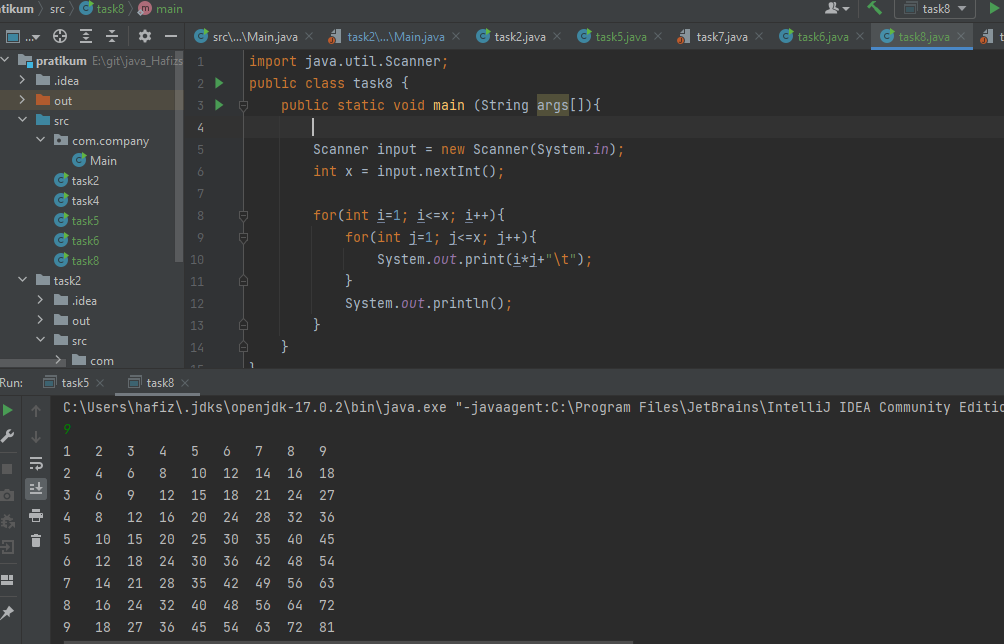 tikum src task8 main task8
... src\...\Main.java task2\...\Main.java task2.java task5.java task7.java task6.java task8.java
pratikum E:\git\java_Hafizs
.idea
out
src
com.company
Main
task2
task4
task5
task6
task8
task2
.idea
out
src
com
1 import java.util.Scanner;
2 public class task8 {
3 public static void main (String args[]){
4
5 Scanner input = new Scanner(System.in);
6 int x = input.nextInt();
7
8 for(int i=1; i<=x; i++){
9 for(int j=1; j<=x; j++){
10 System.out.print(i*j+"\t");
11 }
12 System.out.println();
13 }
14 }
Run: task5 task8
C:\Users\hafiz\.jdks\openjdk-17.0.2\bin\java.exe "-javaagent:C:\Program Files\JetBrains\IntelliJ IDEA Community Editio
9
1 2 3 4 5 6 7 8 9
2 4 6 8 10 12 14 16 18
3 6 9 12 15 18 21 24 27
4 8 12 16 20 24 28 32 36
5 10 15 20 25 30 35 40 45
6 12 18 24 30 36 42 48 54
7 14 21 28 35 42 49 56 63
8 16 24 32 40 48 56 64 72
9 18 27 36 45 54 63 72 81